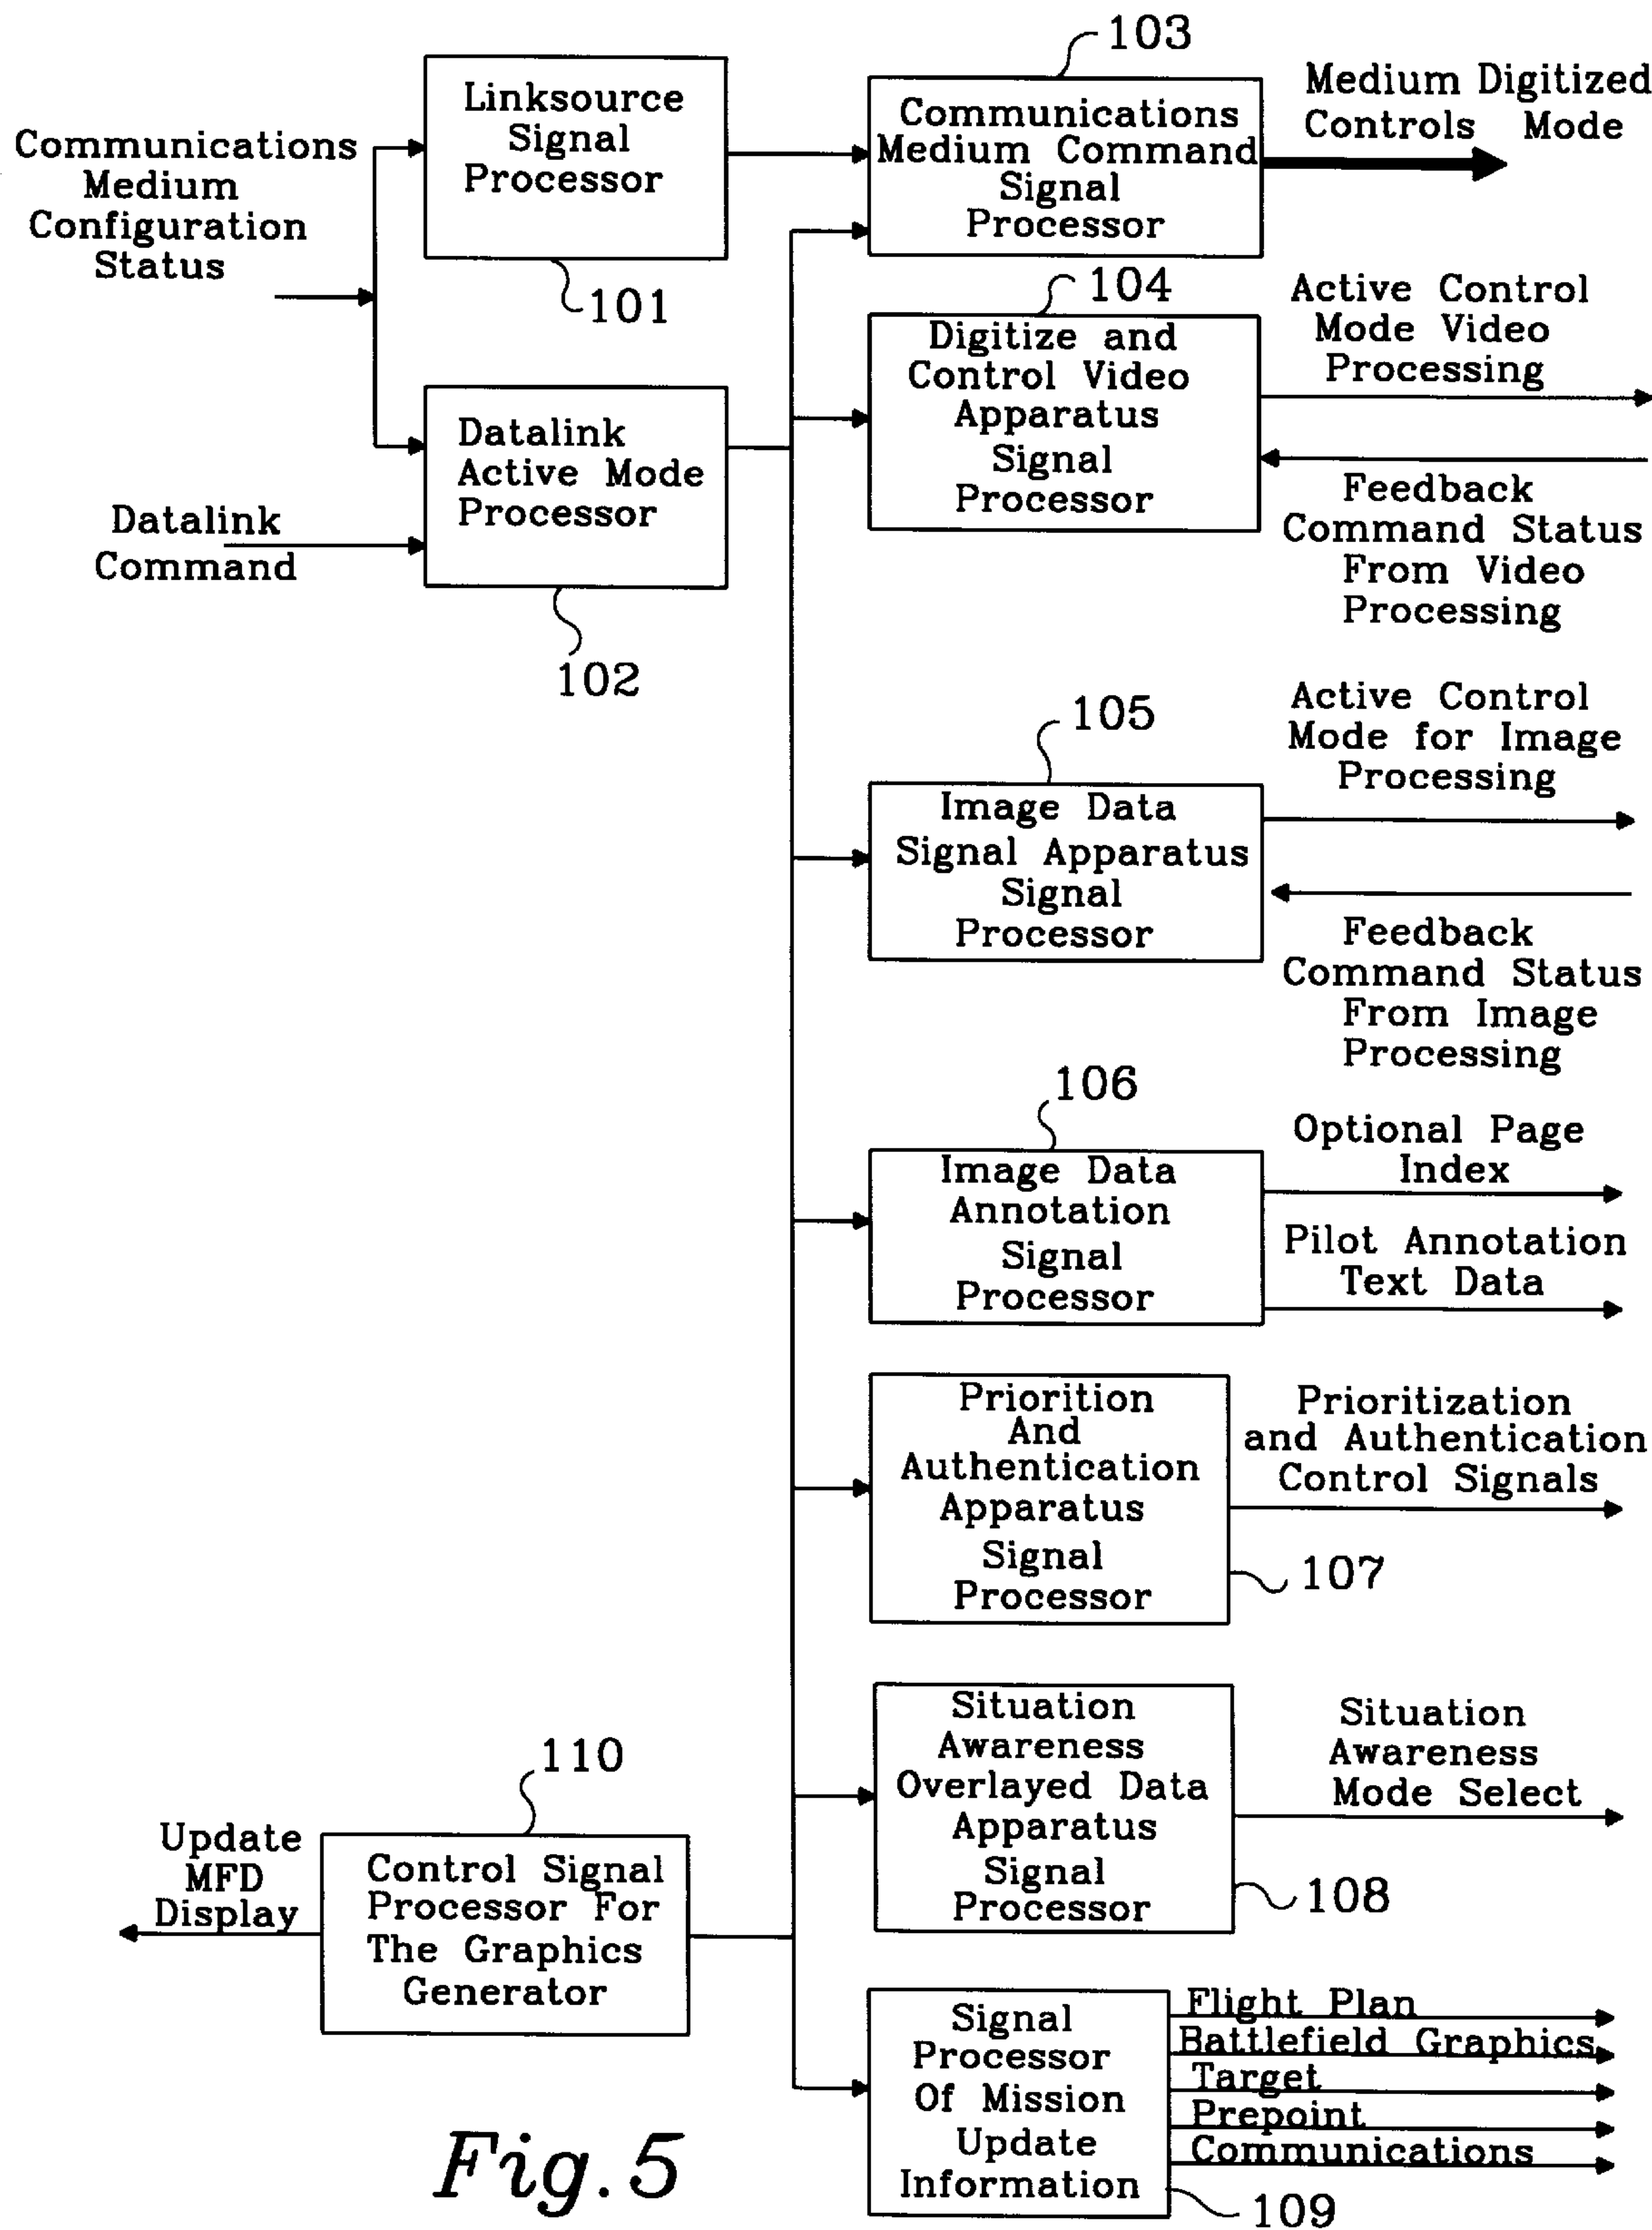 103
Linksource
Signal
Processor
Communications
Medium Command
Signal
Processor
Medium Digitized
Controls Mode
Communications
Medium
Configuration
Status
101
104
Digitize and
Control Video
Apparatus
Signal
Processor
Active Control
Mode Video
Processing
Datalink
Active Mode
Processor
Datalink
Command
Feedback
Command Status
From Video
Processing
102
105
Image Data
Signal Apparatus
Signal
Processor
Active Control
Mode for Image
Processing
Feedback
Command Status
From Image
Processing
106
Image Data
Annotation
Signal
Processor
Optional Page
Index
Pilot Annotation
Text Data
Priorition
And
Authentication
Apparatus
Signal
Processor
Prioritization
and Authentication
Control Signals
107
Situation
Awareness
Overlayed Data
Apparatus
Signal
Processor
Situation
Awareness
Mode Select
108
110
Update
MFD
Display
Control Signal
Processor For
The Graphics
Generator
Signal
Processor
Of Mission
Update
Information
Flight Plan
Battlefield Graphics
Target
Prepoint
Communications
109
Fig. 5